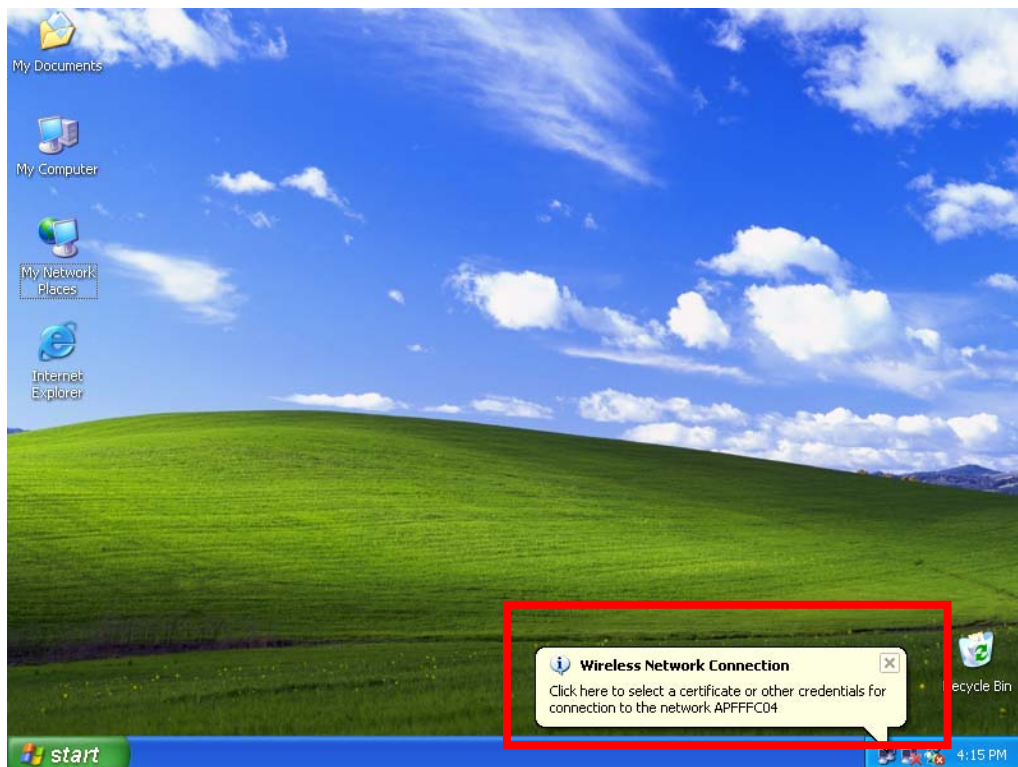 My Documents
My Computer
My Network
Places
Internet
Explorer
Wireless Network Connection
Click here to select a certificate or other credentials for
connection to the network APFFFC04
ecycle Bin
start
4:15 PM